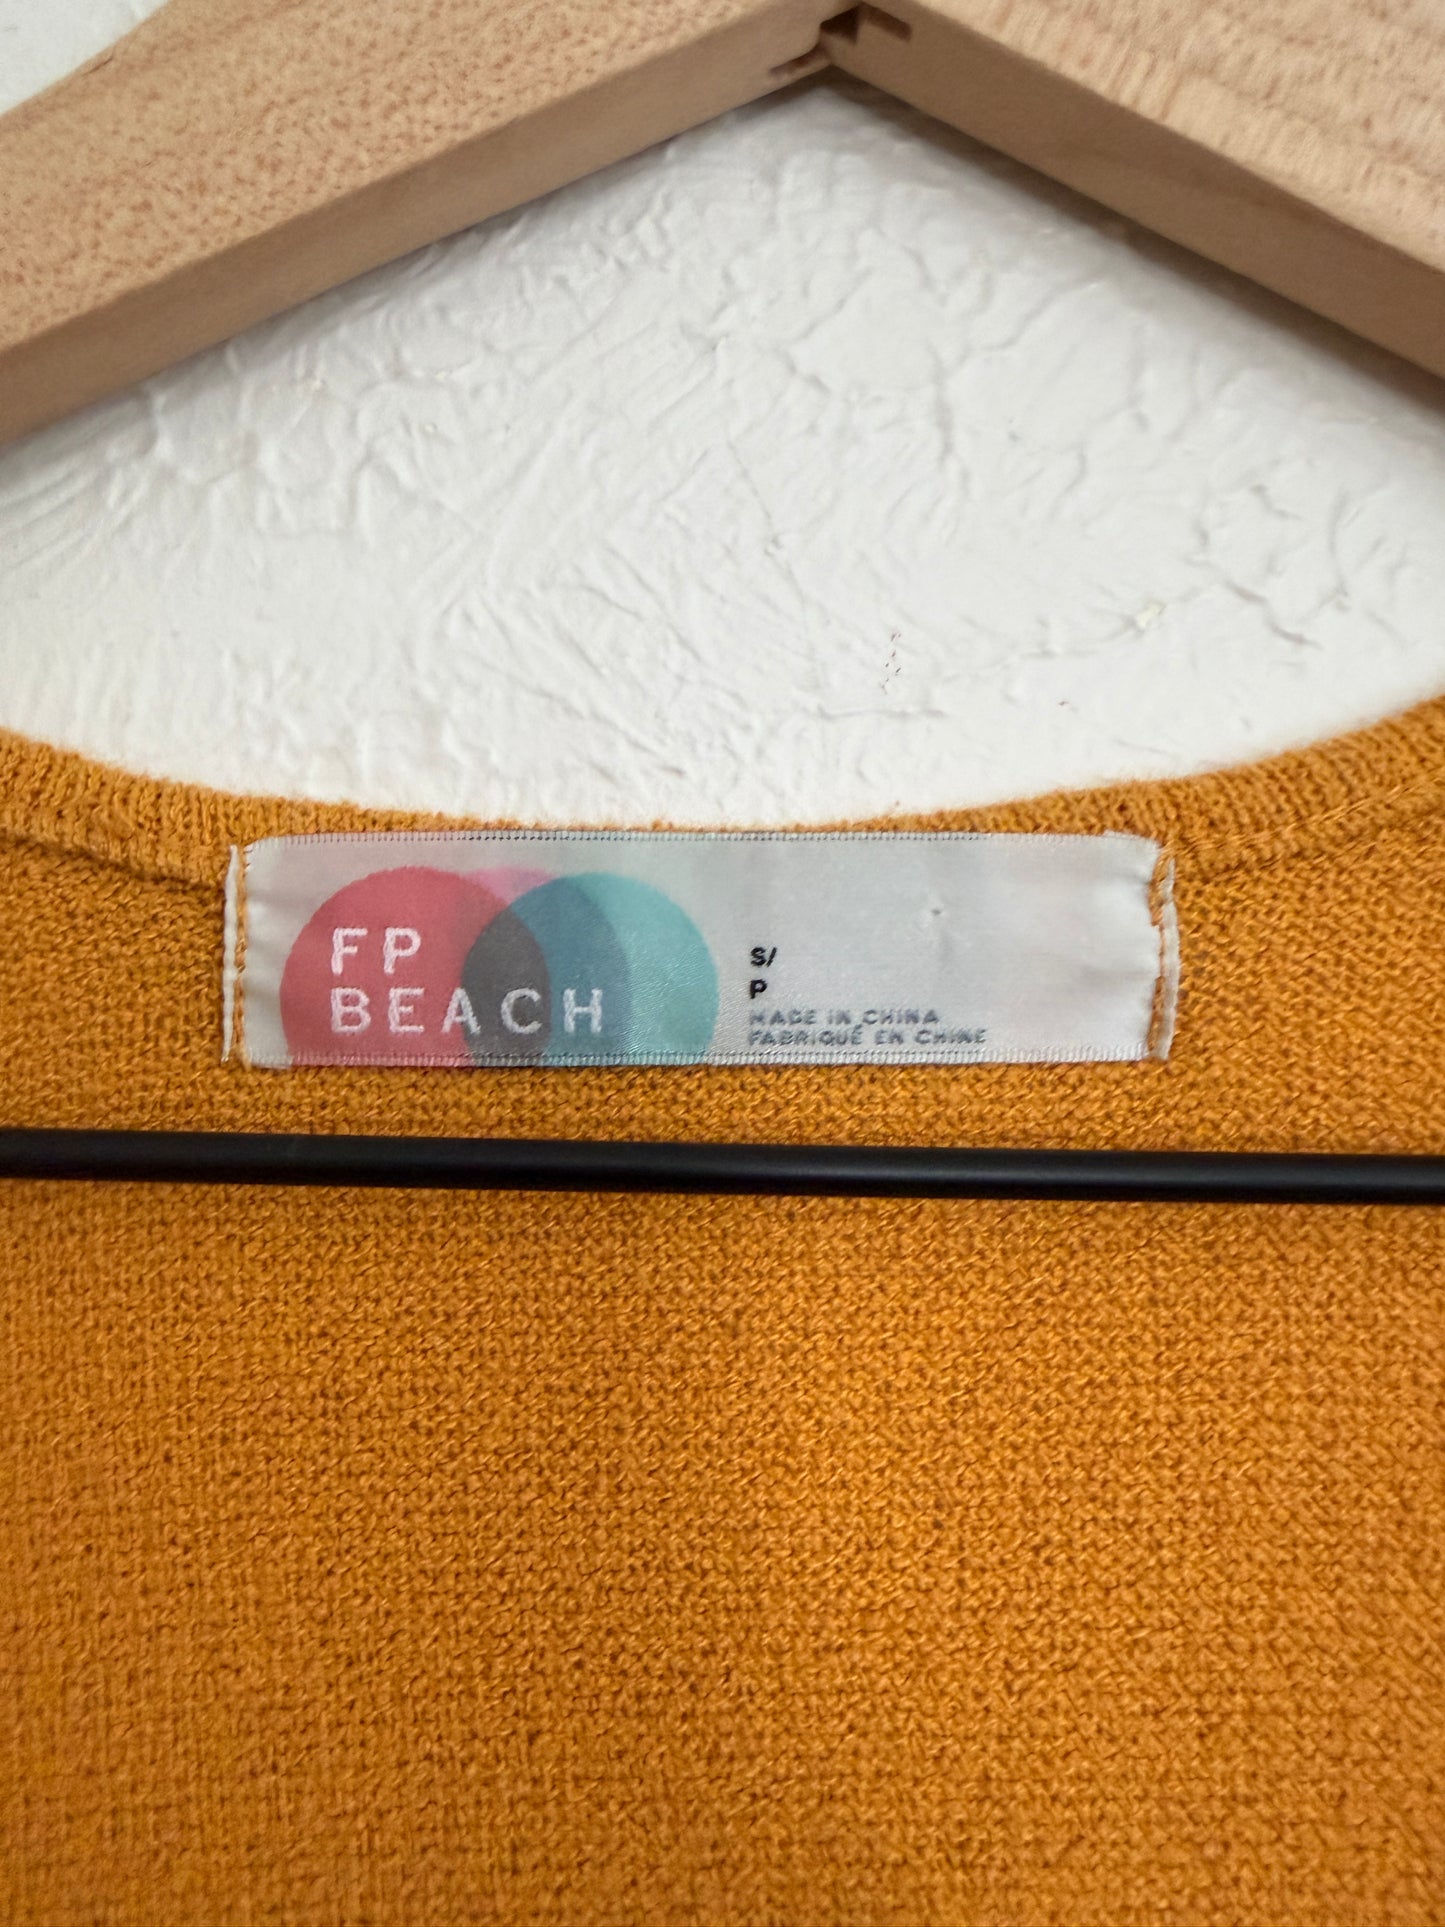 FP
BEACH
S/
P
MADE IN CHINA
FABRIQUÉ EN CHINE